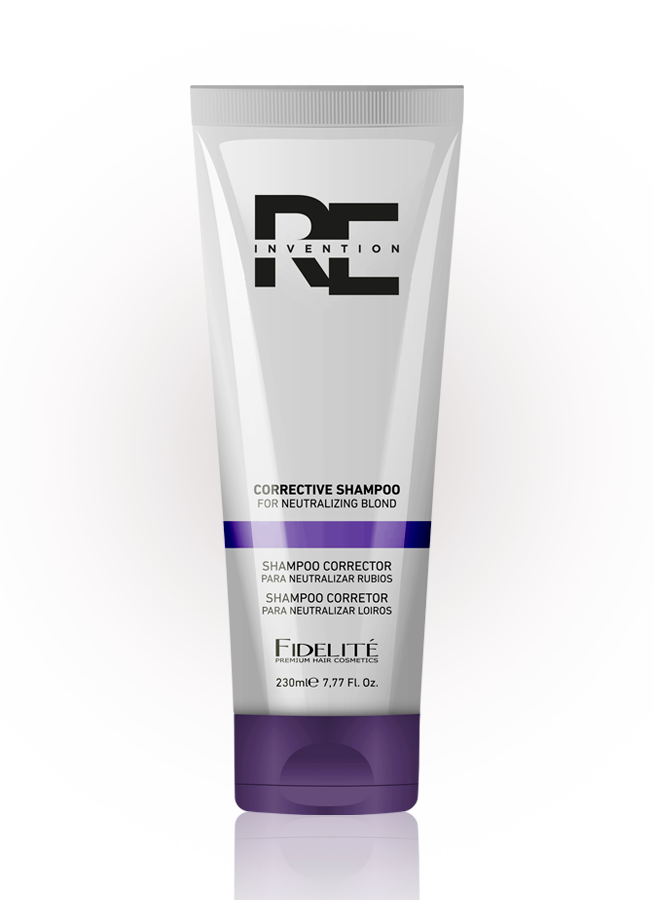 RE
INVENTION
CORRECTIVE SHAMPOO
FOR NEUTRALIZING BLOND
SHAMPOO CORRECTOR
PARA NEUTRALIZAR RUBIOS
SHAMPOO CORRETOR
PARA NEUTRALIZAR LOIROS
FIDELITÉ
PREMIUM HAIR COSMETICS
230ml℮ 7,77 Fl. Oz.